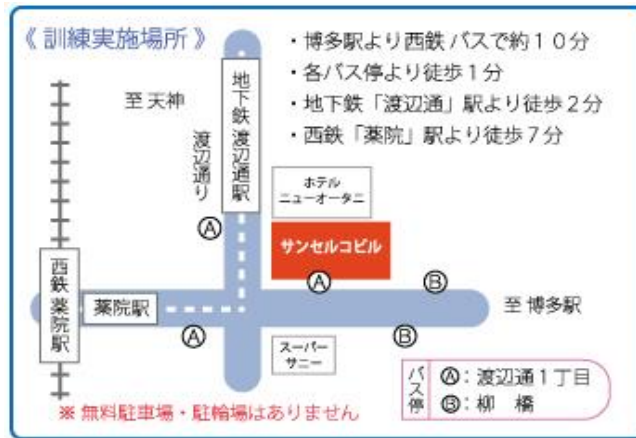 《 訓練実施場所 》
・博多駅より西鉄 バスで約１０分
・各バス停より徒歩１分
・地下鉄「渡辺通」駅より徒歩２分
・西鉄「薬院」駅より徒歩７分
至 天神
地下鉄 渡辺通駅
渡辺通り
ホテル
ニューオータニ
Ⓐ
サンセルコビル
Ⓐ
Ⓑ
西鉄 薬院駅
薬院駅
至 博多駅
Ⓐ
Ⓑ
スーパー
サニー
バス停
Ⓐ：渡辺通１丁目
Ⓑ：柳　橋
※ 無料駐車場・駐輪場はありません